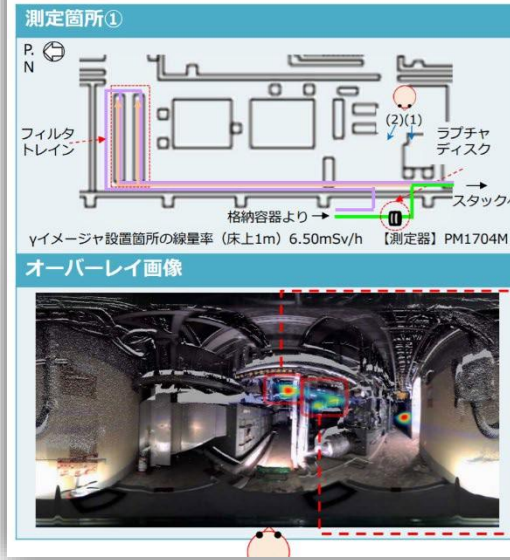 測定箇所①
P.
N
(2)(1)
フィルタ
トレイン
ラプチャ
ディスク
スタックへ
格納容器より→
γイメージャ設置箇所の線量率（床上1m）6.50mSv/h 【測定器】PM1704M
オーバーレイ画像